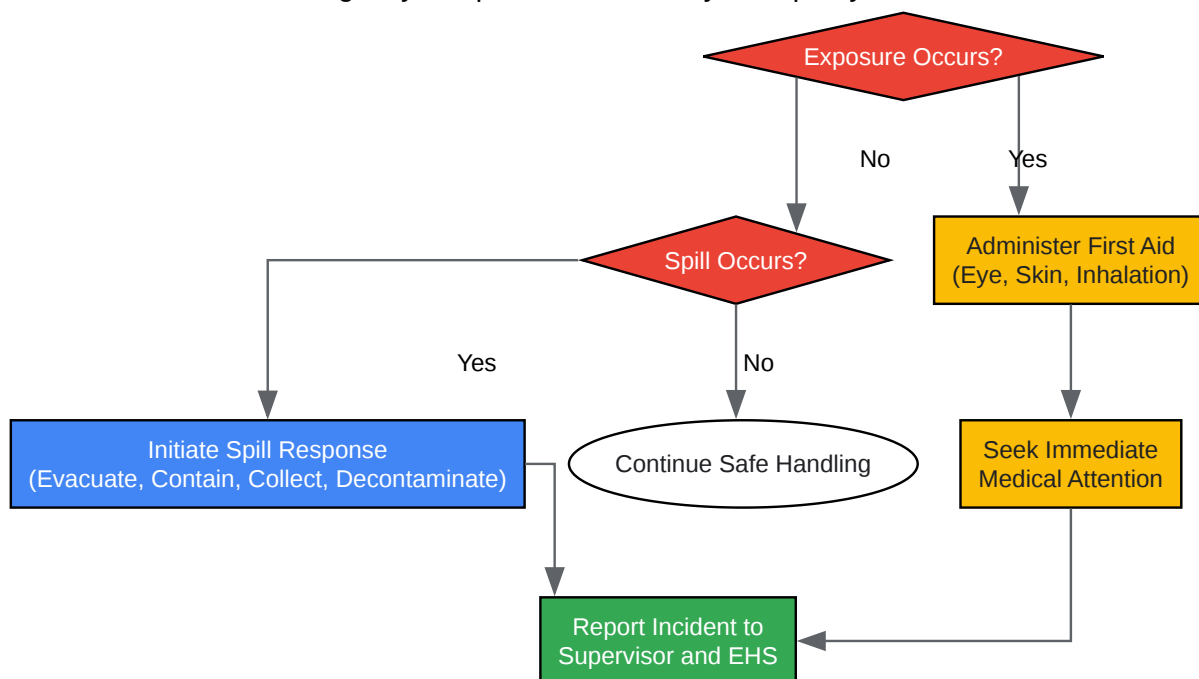 Exposure Occurs?
No
Yes
Spill Occurs?
Administer First Aid
(Eye, Skin, Inhalation)
Yes
No
Initiate Spill Response
(Evacuate, Contain, Collect, Decontaminate)
Continue Safe Handling
Seek Immediate
Medical Attention
Report Incident to
Supervisor and EHS